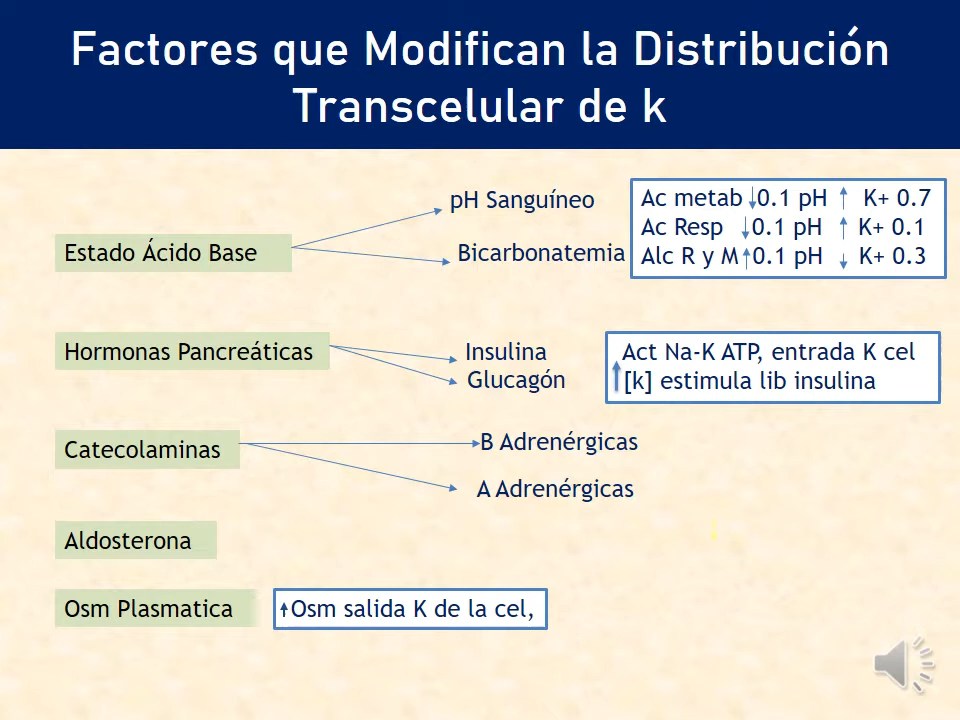 Factores que Modifican la Distribución
Transcelular de k
Estado Ácido Base
pH Sanguíneo
Bicarbonatemia
Ac metab ↓0.1 pH ↑ K+ 0.7
Ac Resp ↓0.1 pH ↑ K+ 0.1
Alc R y M↑0.1 pH ↓ K+ 0.3
Hormonas Pancreáticas
Insulina
Glucagón
Act Na-K ATP, entrada K cel
↑[k] estimula lib insulina
Catecolaminas
B Adrenérgicas
A Adrenérgicas
Aldosterona
Osm Plasmatica
↑Osm salida K de la cel,